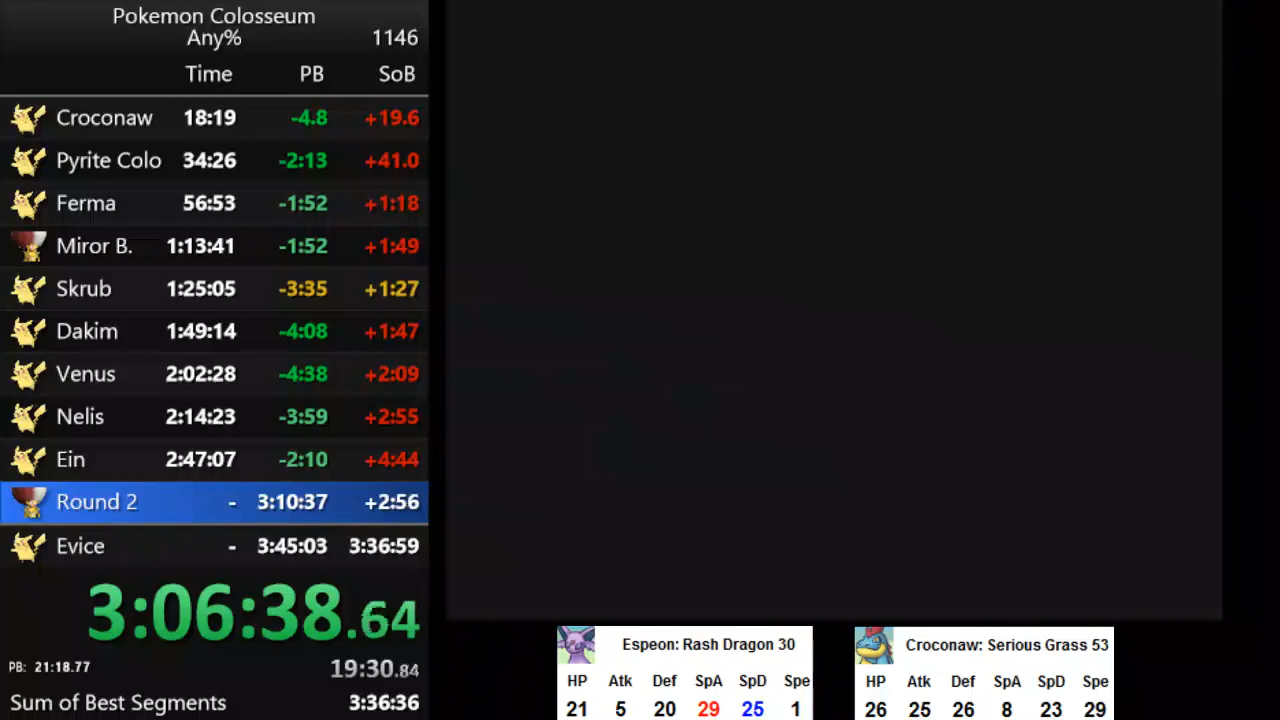 Pokemon Colosseum
Any% 1146
Time PB SoB
Croconaw 18:19 -4.8 +19.6
Pyrite Colo 34:26 -2:13 +41.0
Ferma 56:53 -1:52 +1:18
Miror B. 1:13:41 -1:52 +1:49
Skrub 1:25:05 -3:35 +1:27
Dakim 1:49:14 -4:08 +1:47
Venus 2:02:28 -4:38 +2:09
Nelis 2:14:23 -3:59 +2:55
Ein 2:47:07 -2:10 +4:44
Round 2 - 3:10:37 +2:56
Evice - 3:45:03 3:36:59
3:06:38.64
PB: 21:18.77 19:30.84
Sum of Best Segments 3:36:36
Espeon: Rash Dragon 30
HP Atk Def SpA SpD Spe
21 5 20 29 25 1
Croconaw: Serious Grass 53
HP Atk Def SpA SpD Spe
26 25 26 8 23 29